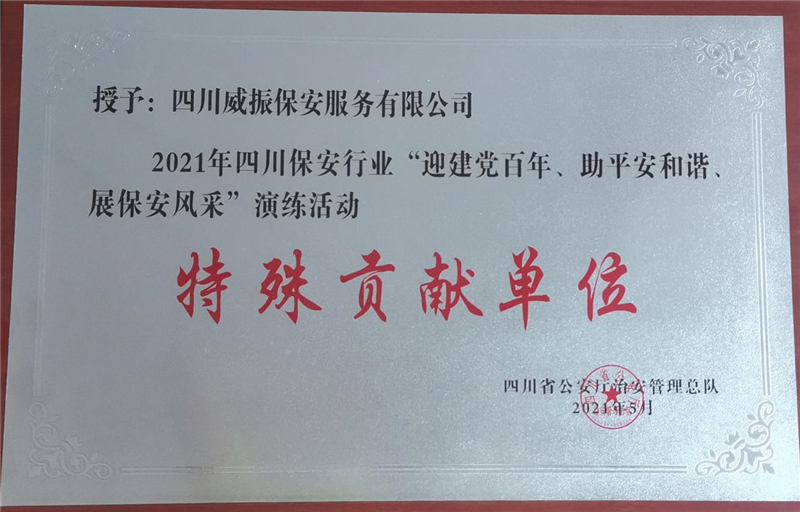 授予：四川威振保安服务有限公司
2021年四川保安行业“迎建党百年、助平安和谐、
展保安风采”演练活动
特殊贡献单位
四川省公安厅治安管理总队
2021年5月